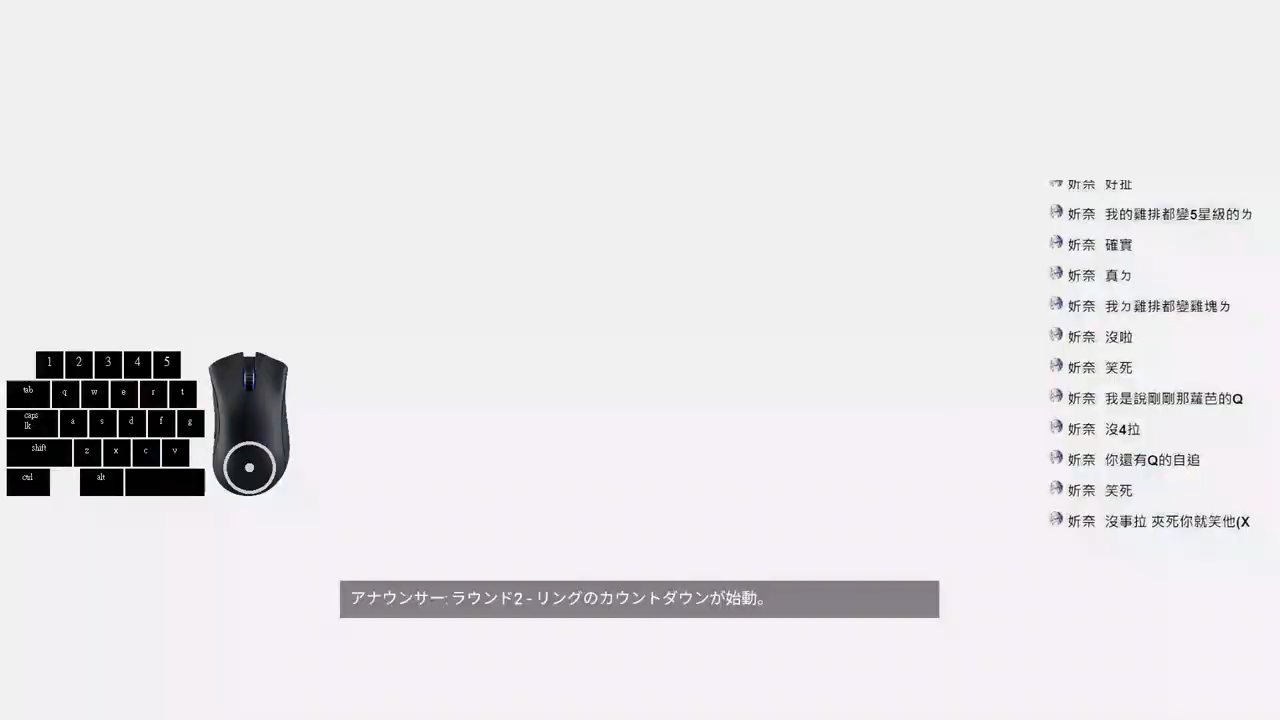 妡奈 好扯
妡奈 我的雞排都變5星級的ㄌ
妡奈 確實
妡奈 真ㄉ
妡奈 我ㄉ雞排都變雞塊ㄌ
妡奈 沒啦
妡奈 笑死
妡奈 我是說剛剛那蘿芭的Q
妡奈 沒4拉
妡奈 你還有Q的自追
妡奈 笑死
妡奈 沒事拉 夾死你就笑他(X
1 2 3 4 5
tab q w e r t
caps lk a s d f g
shift z x c v
ctrl alt
アナウンサー: ラウンド2 - リングのカウントダウンが始動。